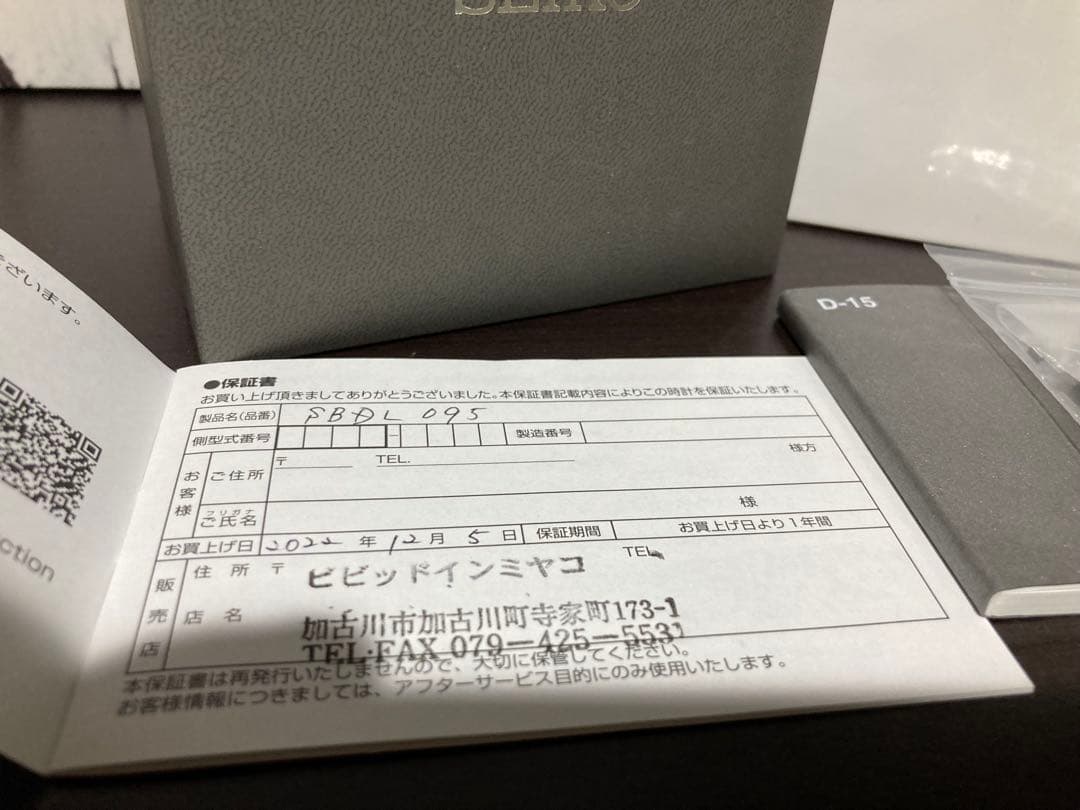 SEIKO
D-15
ざいます。
ction
●保証書
お買い上げ頂きましてありがとうございました。本保証書記載内容によりこの時計を保証いたします。
製品名(品番) SBDL 095
側型式番号 - 製造番号
お客様 ご住所 〒 TEL. 様方
フリガナ
ご氏名 様
お買上げ日 2022 年 12 月 5 日 保証期間 お買上げ日より1年間
販売店 住所 〒 TEL
ビビッドインミヤコ
店名
加古川市加古川町寺家町173-1
TEL・FAX 079-425-5531
本保証書は再発行いたしませんので、大切に保管してください。
お客様情報につきましては、アフターサービス目的にのみ使用いたします。